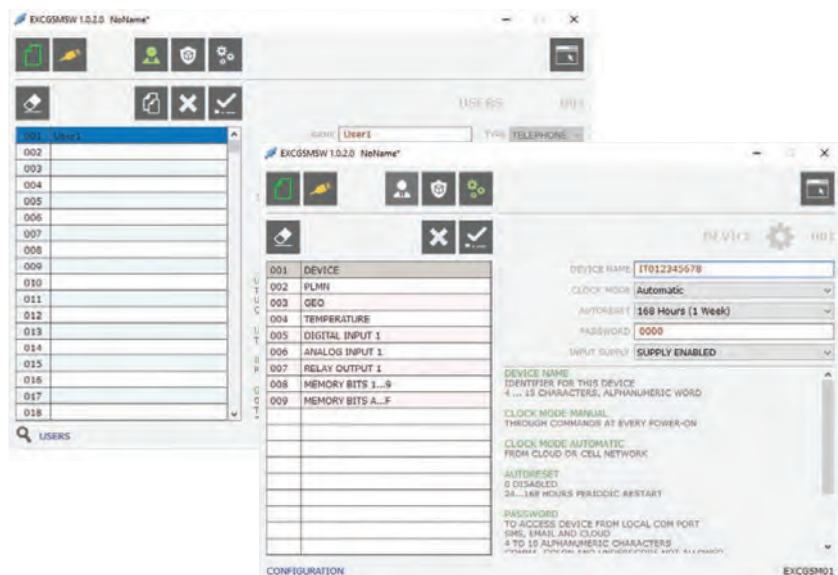 EXCGSMSW 1.0.2.0 NoName*
USERS 001
001 User1
NAME User1 TYPE TELEPHONE
002
003
004
005
006
007
008
009
010
011
012
013
014
015
016
017
018
USERS
EXCGSMSW 1.0.2.0 NoName*
DEVICE 001
001 DEVICE
002 PLMN
003 GEO
004 TEMPERATURE
005 DIGITAL INPUT 1
006 ANALOG INPUT 1
007 RELAY OUTPUT 1
008 MEMORY BITS 1...9
009 MEMORY BITS A...F
DEVICE NAME IT012345678
CLOCK MODE Automatic
AUTORESET 168 Hours (1 Week)
PASSWORD 0000
INPUT SUPPLY SUPPLY ENABLED
DEVICE NAME
IDENTIFIER FOR THIS DEVICE
4 ... 15 CHARACTERS, ALPHANUMERIC WORD
CLOCK MODE MANUAL
THROUGH COMMANDS AT EVERY POWER-ON
CLOCK MODE AUTOMATIC
FROM CLOUD OR CELL NETWORK
AUTORESET
0 DISABLED
24...168 HOURS PERIODIC RESTART
PASSWORD
TO ACCESS DEVICE FROM LOCAL COM PORT
SMS, EMAIL AND CLOUD
4 TO 10 ALPHANUMERIC CHARACTERS
COMMA, COLON AND UNDERSCORE NOT ALLOWED
CONFIGURATION
EXCGSM01